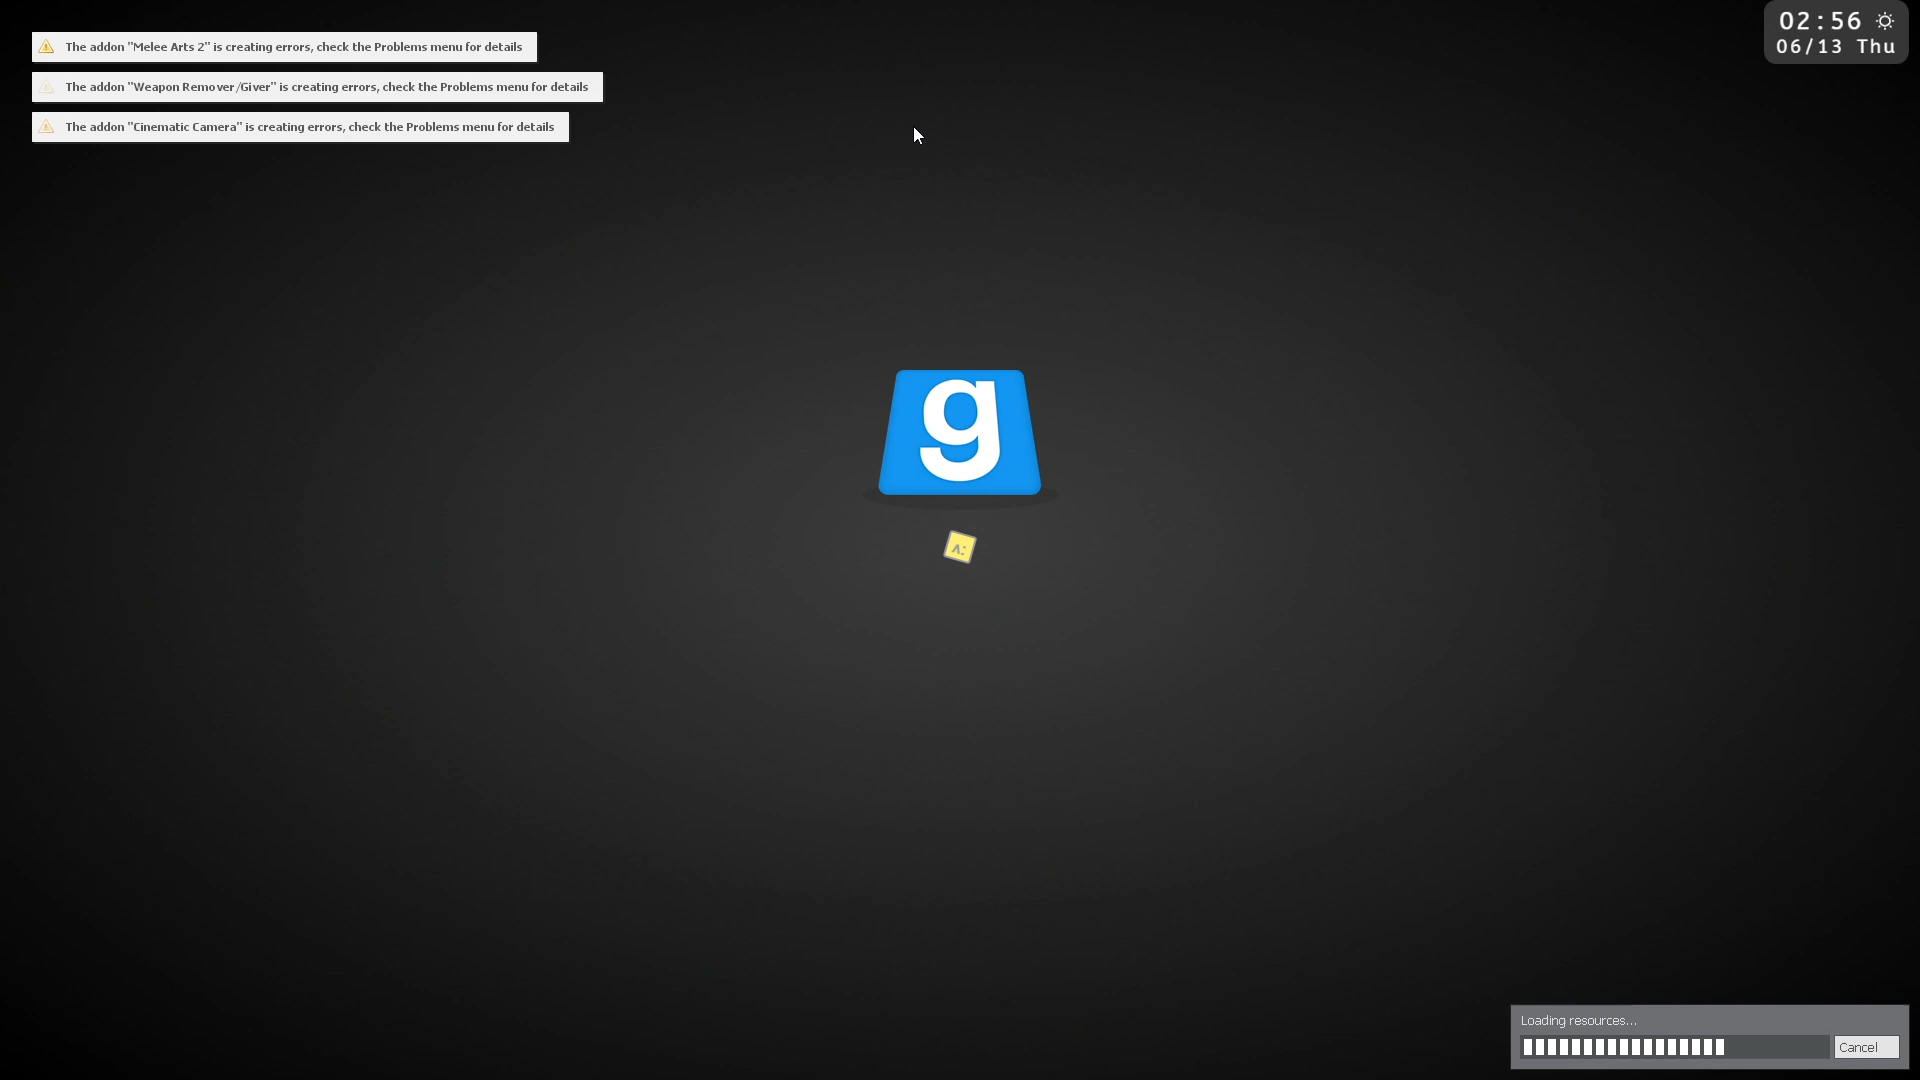 The addon "Melee Arts 2" is creating errors, check the Problems menu for details
The addon "Weapon Remover/Giver" is creating errors, check the Problems menu for details
The addon "Cinematic Camera" is creating errors, check the Problems menu for details
02:56
06/13 Thu
g
Loading resources...
Cancel